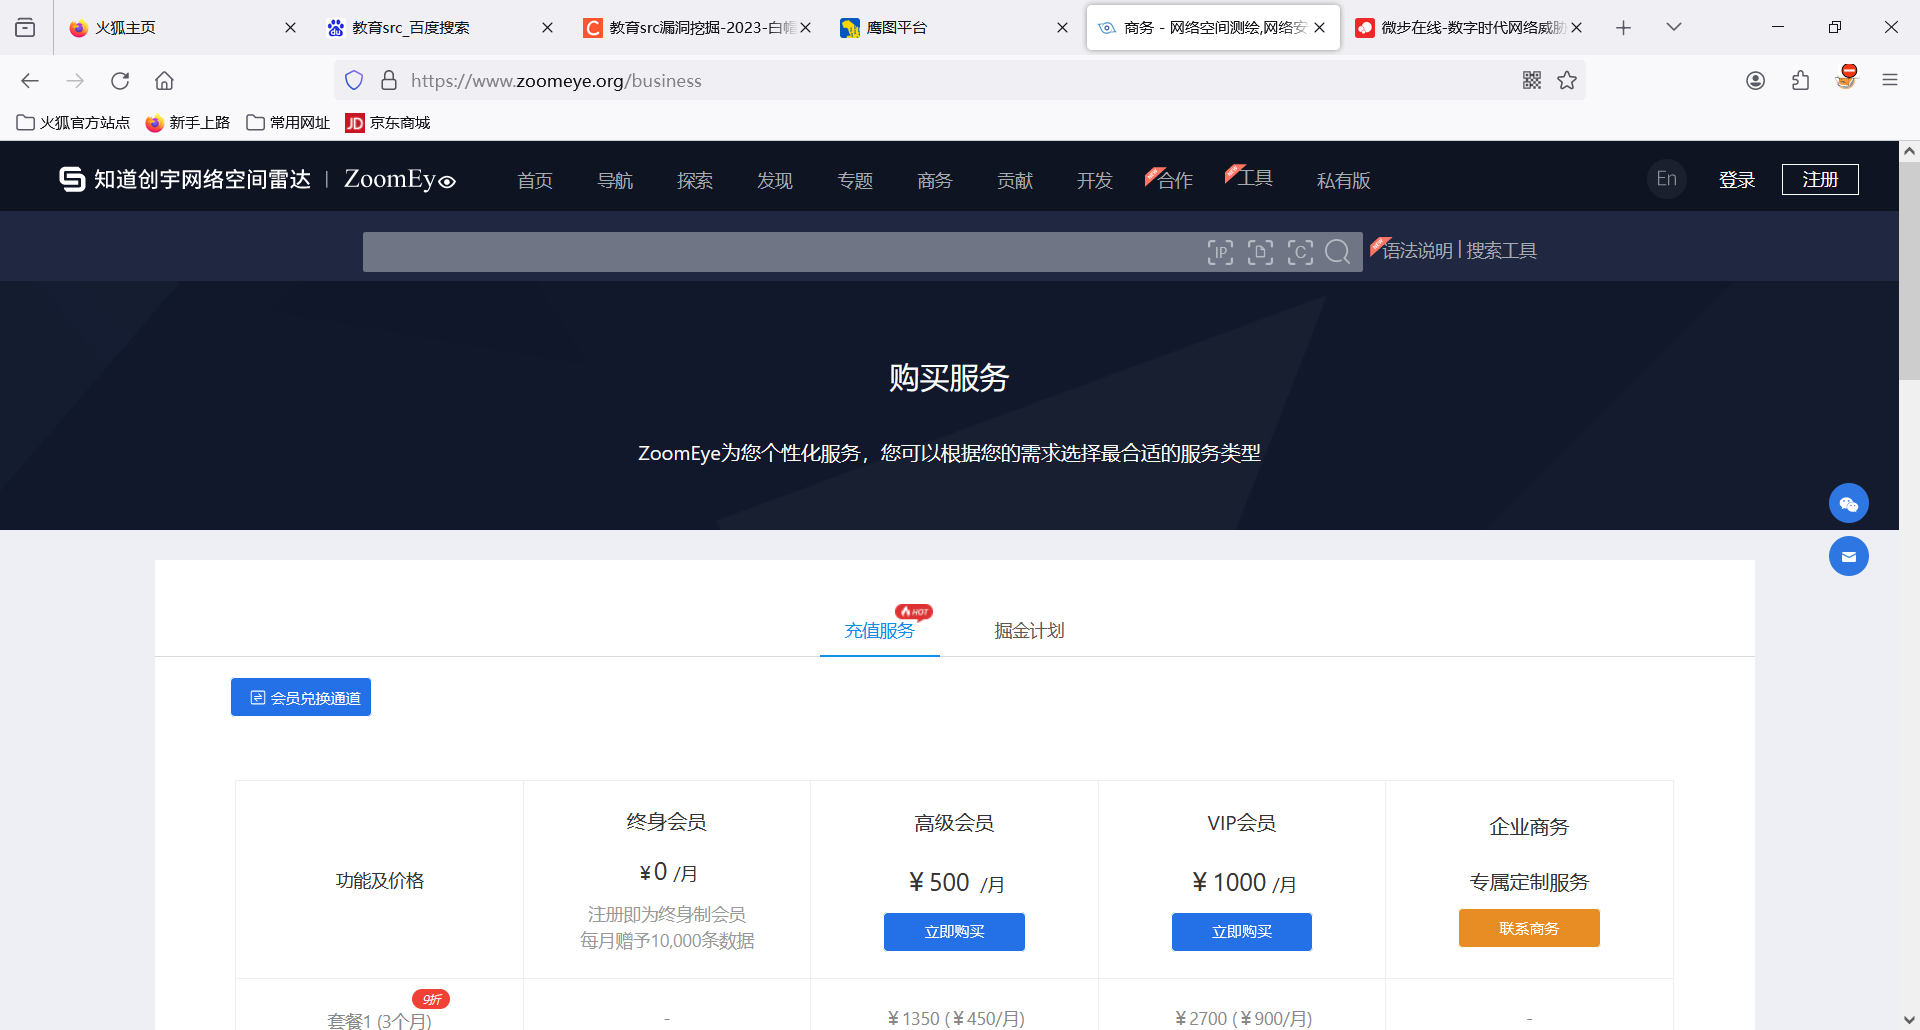 火狐主页
教育src_百度搜索
教育src漏洞挖掘-2023-白帽
鹰图平台
商务 - 网络空间测绘,网络安
微步在线-数字时代网络威胁
https://www.zoomeye.org/business
火狐官方站点
新手上路
常用网址
JD 京东商城
知道创宇网络空间雷达 | ZoomEye
首页
导航
探索
发现
专题
商务
贡献
开发
NEW 合作
NEW 工具
私有版
En
登录
注册
IP
D
C
NEW 语法说明 | 搜索工具
购买服务
ZoomEye为您个性化服务，您可以根据您的需求选择最合适的服务类型
HOT
充值服务
掘金计划
会员兑换通道
功能及价格
终身会员
¥0 /月
注册即为终身制会员
每月赠予10,000条数据
高级会员
¥500 /月
立即购买
VIP会员
¥1000 /月
立即购买
企业商务
专属定制服务
联系商务
9折
套餐1 (3个月)
-
¥1350 (¥450/月)
¥2700 (¥900/月)
-